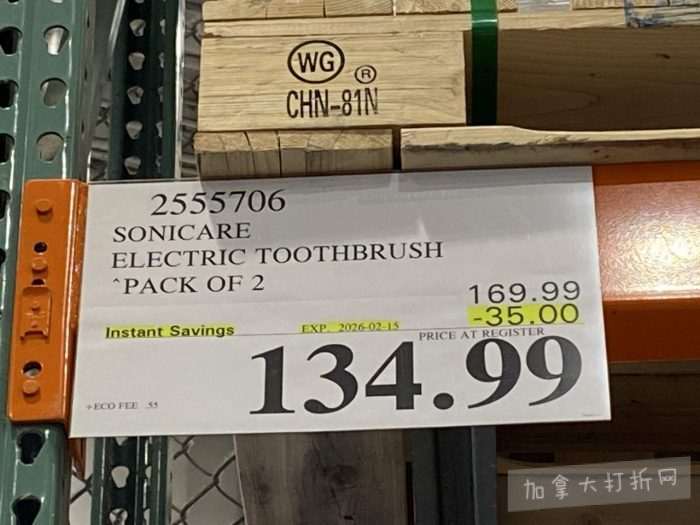 WG
®
CHN-81N
2555706
SONICARE
ELECTRIC TOOTHBRUSH
^PACK OF 2
169.99
Instant Savings EXP. 2026-02-15 -35.00
PRICE AT REGISTER
134.99
+ECO FEE .55
加拿大打折网